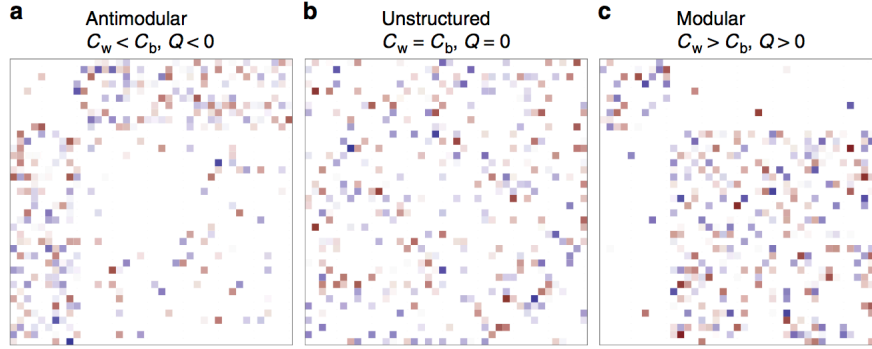 a Antimodular
C_w < C_b, Q < 0
b Unstructured
C_w = C_b, Q = 0
c Modular
C_w > C_b, Q > 0